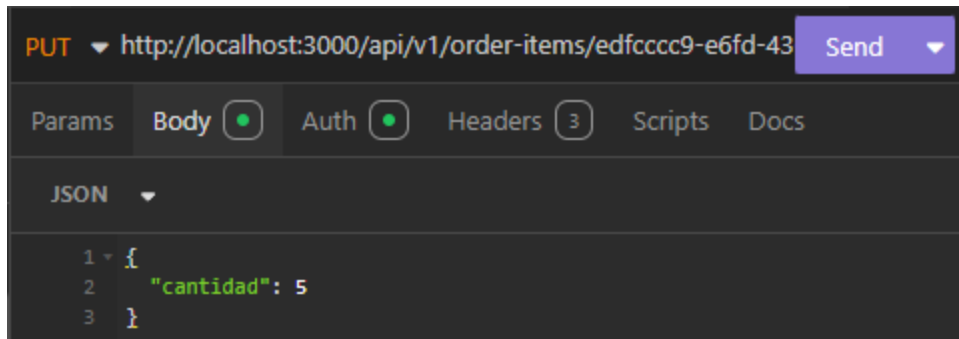 PUT http://localhost:3000/api/v1/order-items/edfcccc9-e6fd-43 Send
Params Body Auth Headers 3 Scripts Docs
JSON
1 {
2 "cantidad": 5
3 }